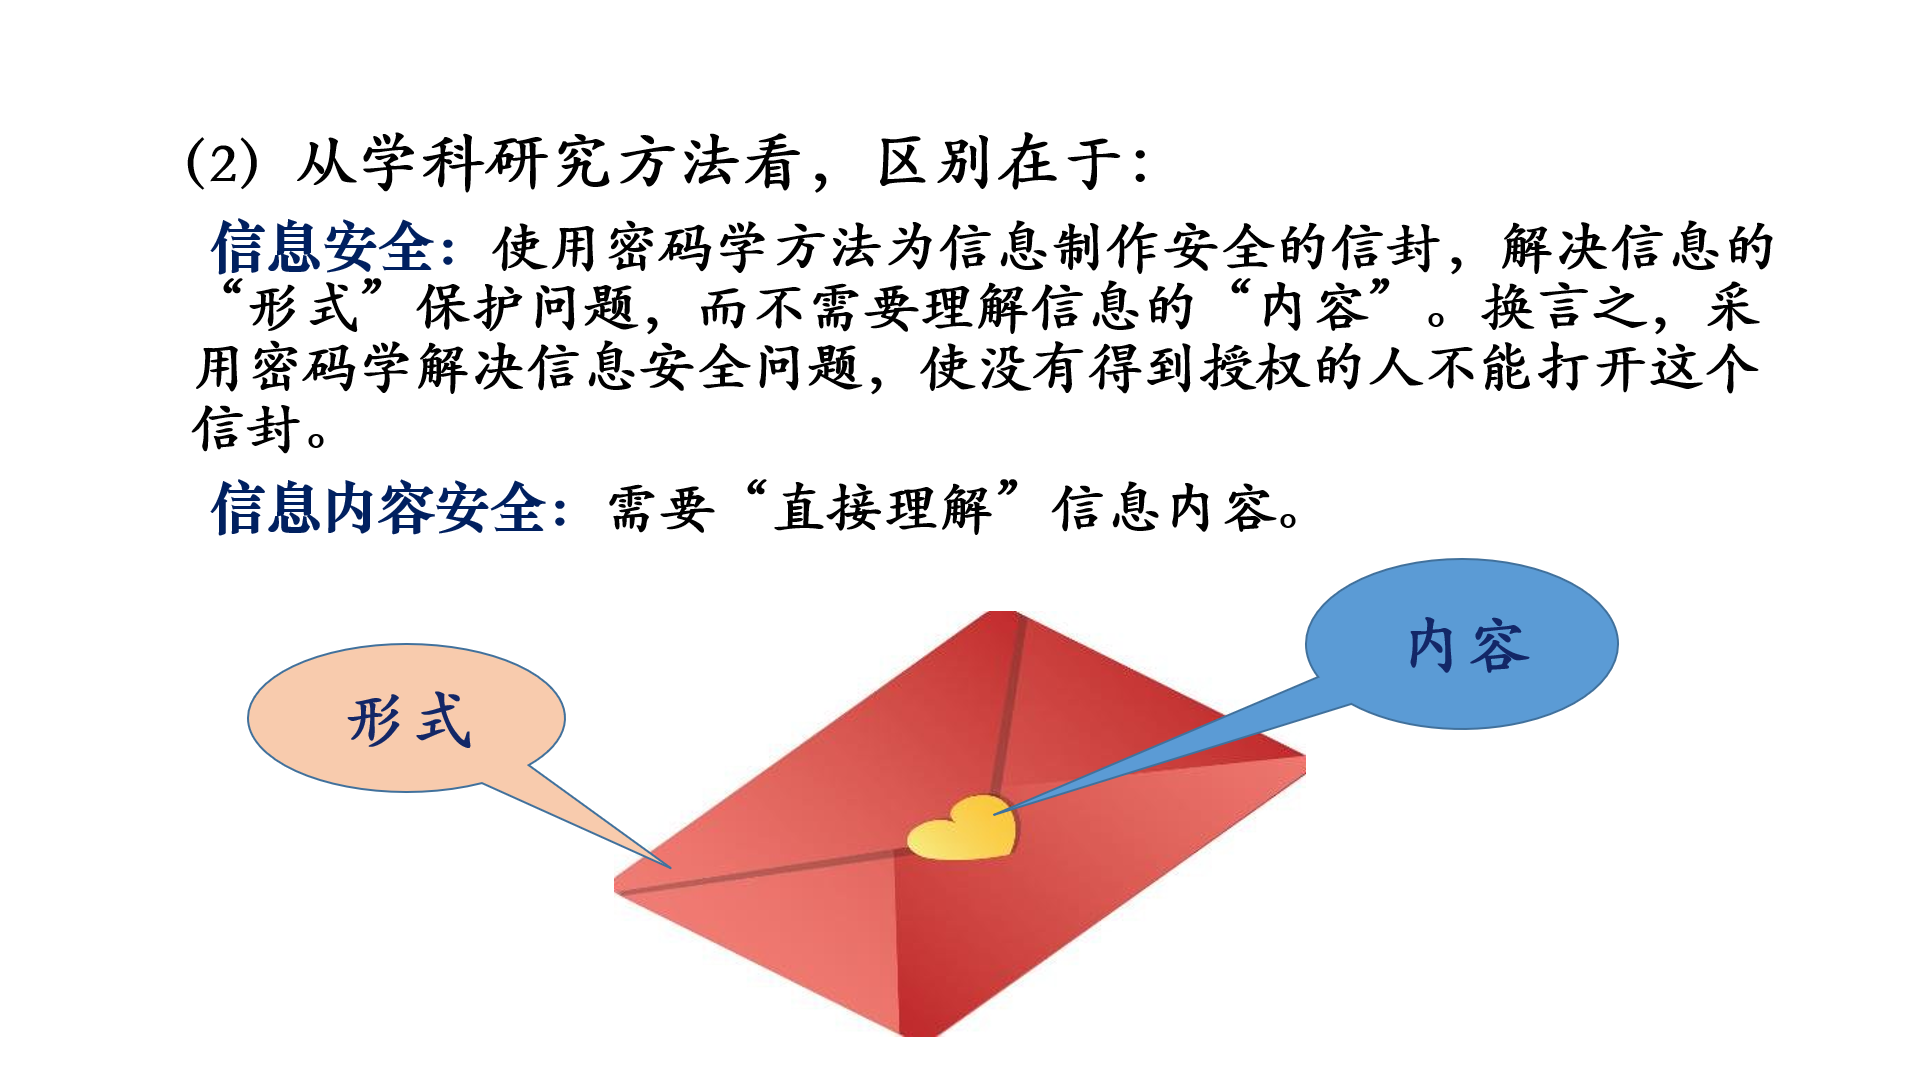 (2) 从学科研究方法看，区别在于：
信息安全：使用密码学方法为信息制作安全的信封，解决信息的
“形式”保护问题，而不需要理解信息的“内容”。换言之，采
用密码学解决信息安全问题，使没有得到授权的人不能打开这个
信封。
信息内容安全：需要“直接理解”信息内容。
内容
形式